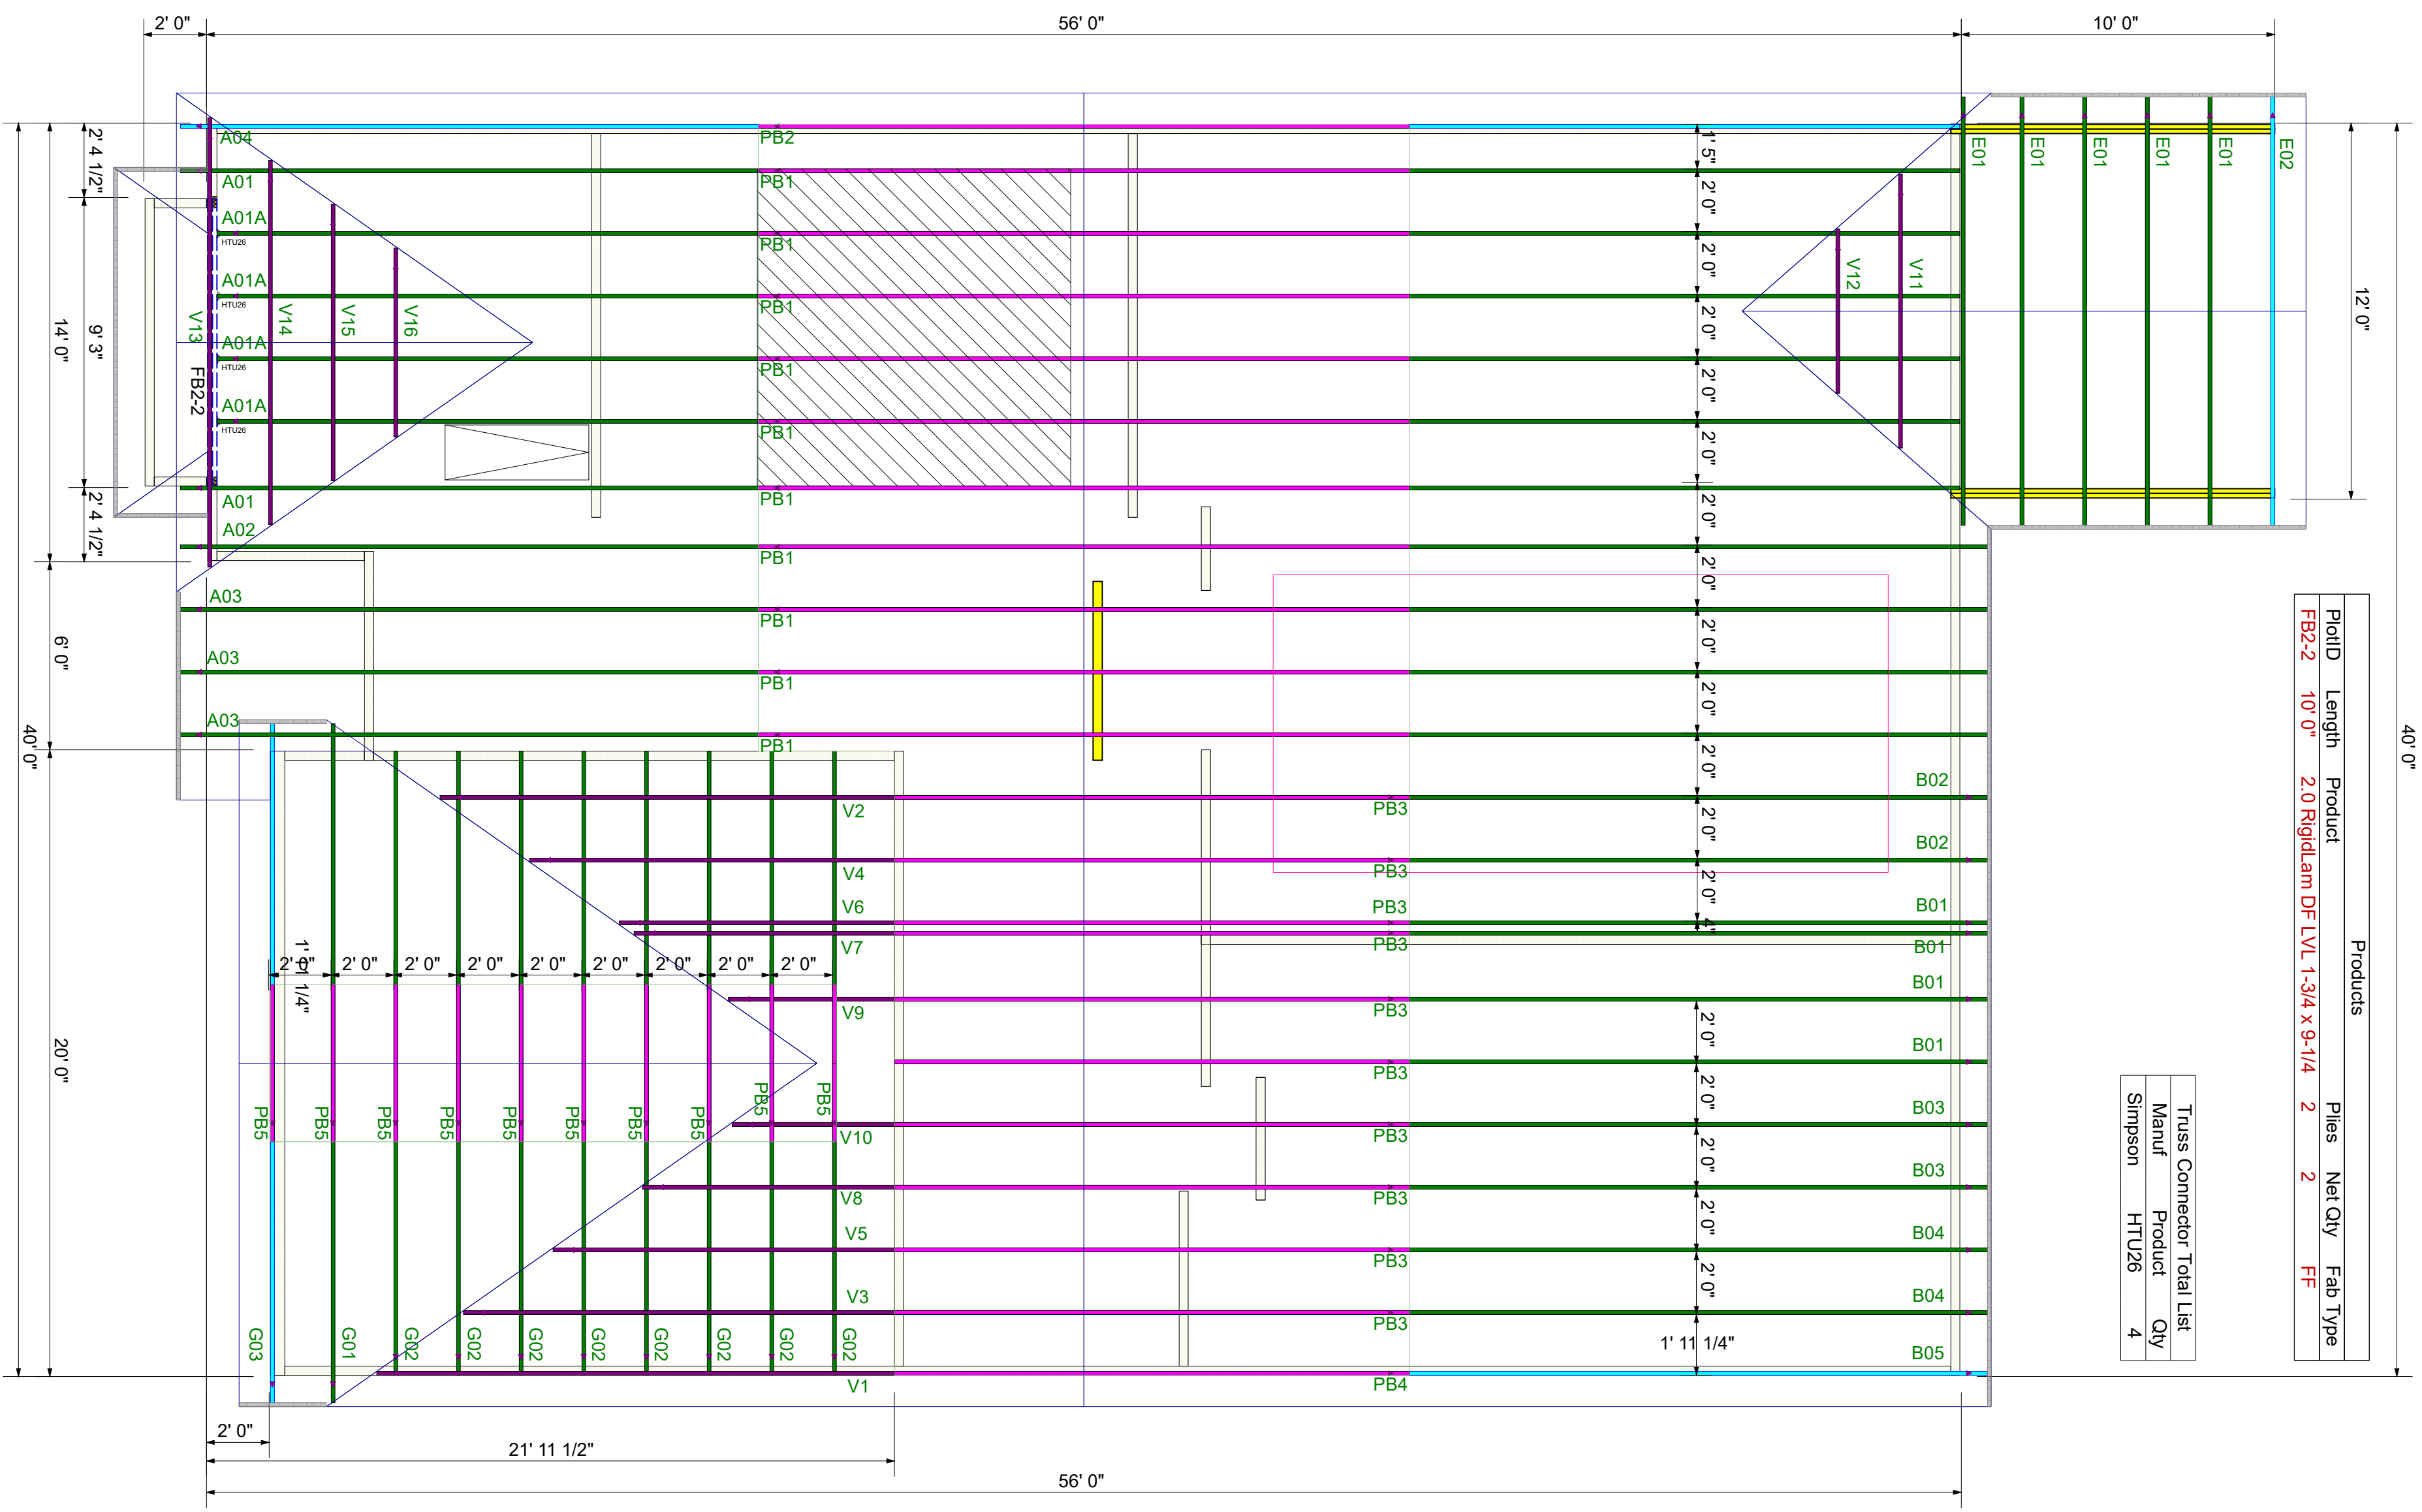 2' 0"
56' 0"
10' 0"
A04
PB2
1' 5"
E01
E01
E01
E01
E01
E02
2' 4 1/2"
A01
PB1
2' 0"
A01A
HTU26
PB1
2' 0"
A01A
HTU26
PB1
2' 0"
A01A
HTU26
PB1
2' 0"
A01A
HTU26
PB1
2' 0"
V13
V14
V15
V16
FB2-2
V12
V11
12' 0"
14' 0"
9' 3"
2' 4 1/2"
A01
PB1
2' 0"
A02
PB1
2' 0"
A03
PB1
2' 0"
A03
PB1
2' 0"
A03
PB1
2' 0"
6' 0"
40' 0"
40' 0"
20' 0"
Products
PlotID Length Product Plies Net Qty Fab Type
FB2-2 10' 0" 2.0 RigidLam DF LVL 1-3/4 x 9-1/4 2 2 FF
Truss Connector Total List
Manuf Product Qty
Simpson HTU26 4
V2
PB3
B02
2' 0"
V4
PB3
B02
2' 0"
V6
PB3
B01
4"
V7
PB3
B01
1' 11 1/4"
2' 0"
2' 0"
2' 0"
2' 0"
2' 0"
2' 0"
2' 0"
2' 0"
2' 0"
V9
PB3
B01
2' 0"
PB3
B01
2' 0"
PB5
PB5
PB5
PB5
PB5
PB5
PB5
PB5
PB5
PB5
V10
PB3
B03
2' 0"
V8
PB3
B03
2' 0"
V5
PB3
B04
2' 0"
V3
PB3
B04
1' 11 1/4"
G03
G01
G02
G02
G02
G02
G02
G02
G02
G02
V1
PB4
B05
2' 0"
21' 11 1/2"
56' 0"